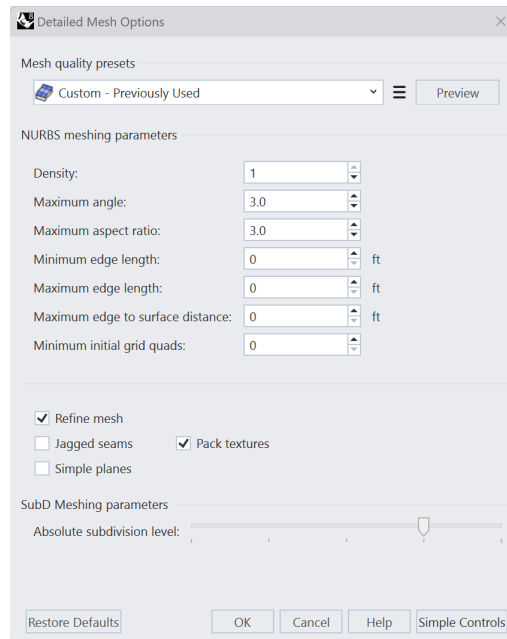 Detailed Mesh Options
Mesh quality presets
Custom - Previously Used
Preview
NURBS meshing parameters
Density: 1
Maximum angle: 3.0
Maximum aspect ratio: 3.0
Minimum edge length: 0 ft
Maximum edge length: 0 ft
Maximum edge to surface distance: 0 ft
Minimum initial grid quads: 0
Refine mesh
Jagged seams Pack textures
Simple planes
SubD Meshing parameters
Absolute subdivision level:
Restore Defaults OK Cancel Help Simple Controls